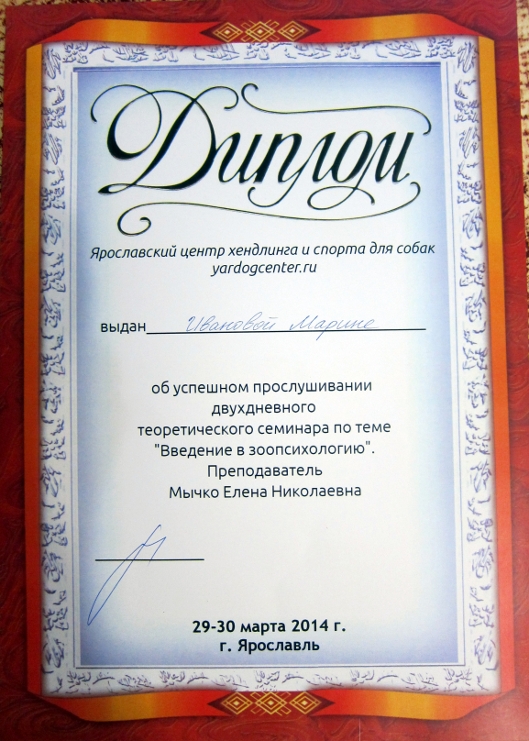 Диплом
Ярославский центр хендлинга и спорта для собак
yardogcenter.ru
выдан Ивановой Марине
об успешном прослушивании
двухдневного
теоретического семинара по теме
"Введение в зоопсихологию".
Преподаватель
Мычко Елена Николаевна
29-30 марта 2014 г.
г. Ярославль